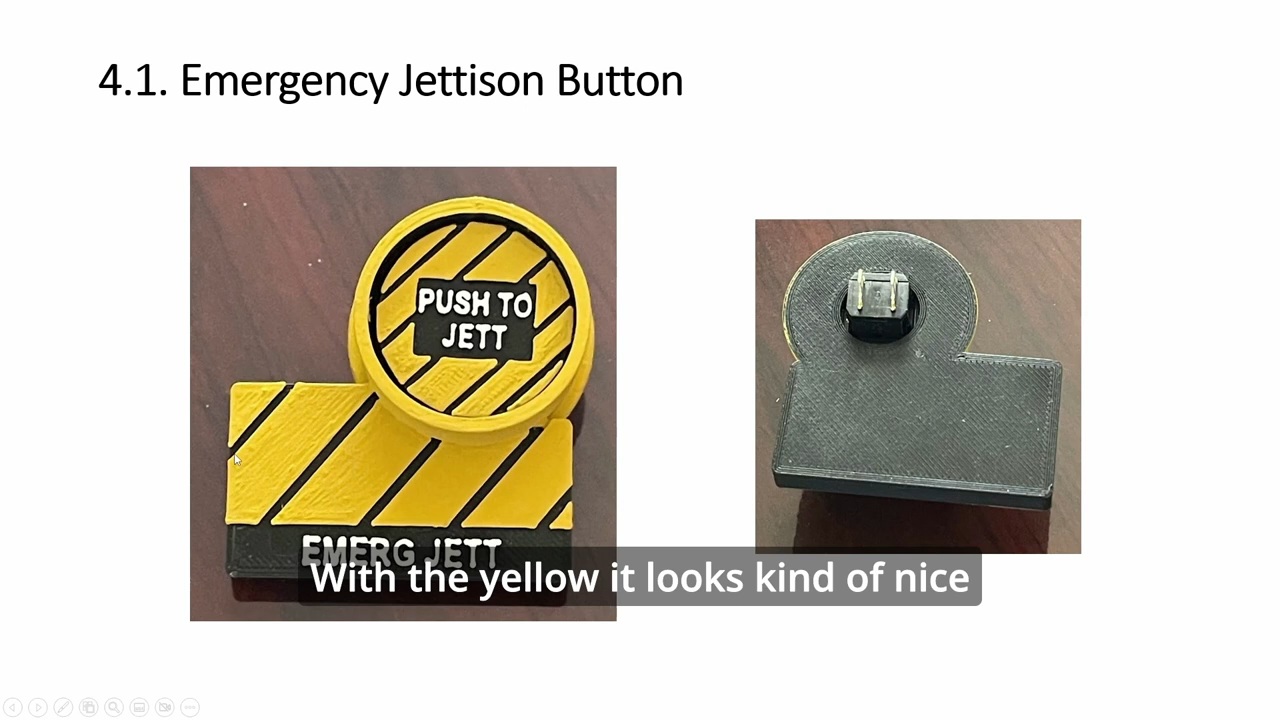 4.1. Emergency Jettison Button
PUSH TO
JETT
EMERG JETT
With the yellow it looks kind of nice